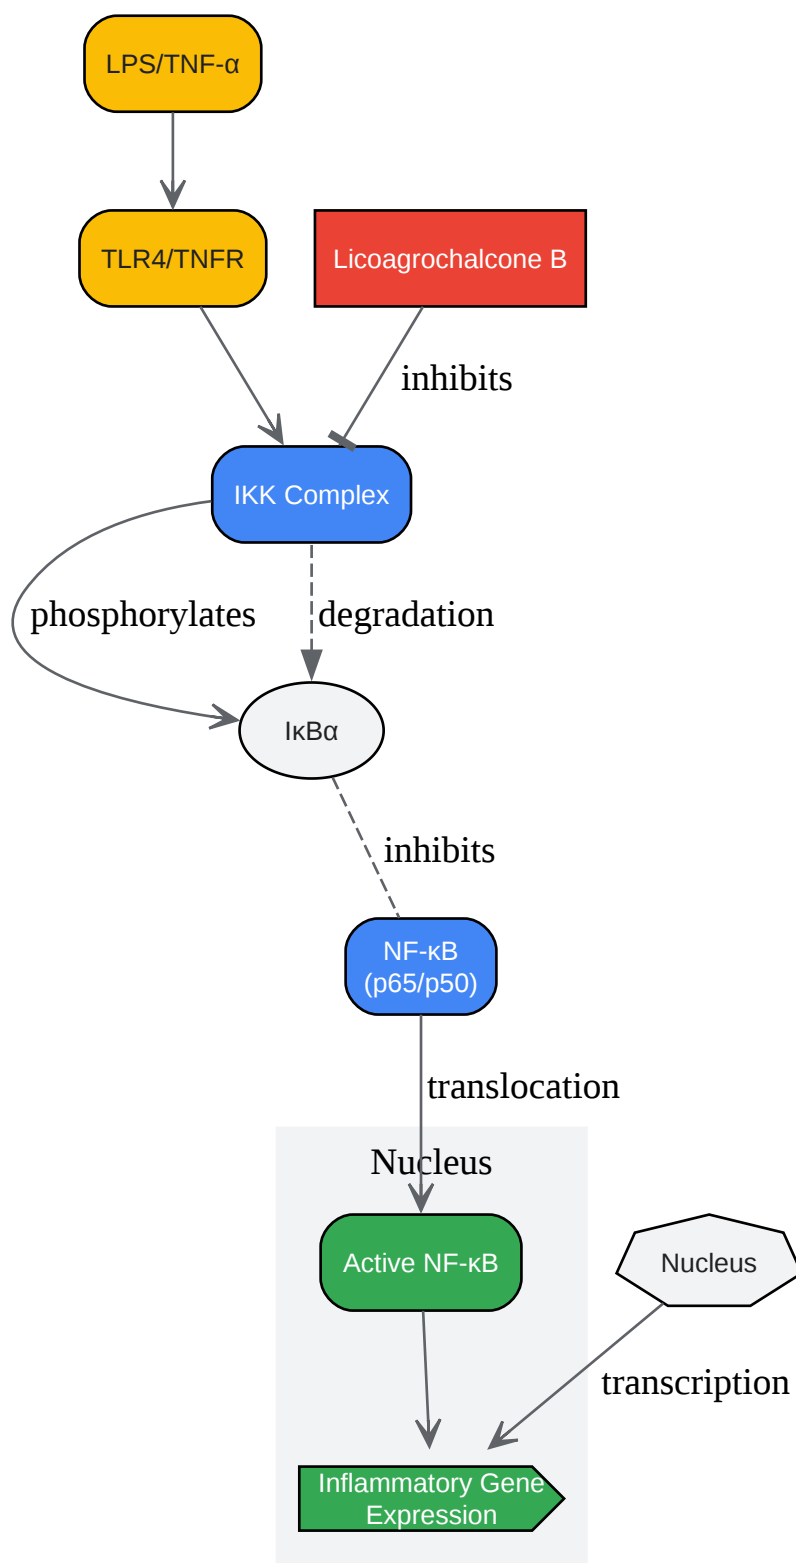 LPS/TNF-α
TLR4/TNFR
Licoagrochalcone B
inhibits
IKK Complex
phosphorylates
degradation
IκBα
inhibits
NF-κB
(p65/p50)
translocation
Nucleus
Active NF-κB
Nucleus
transcription
Inflammatory Gene
Expression